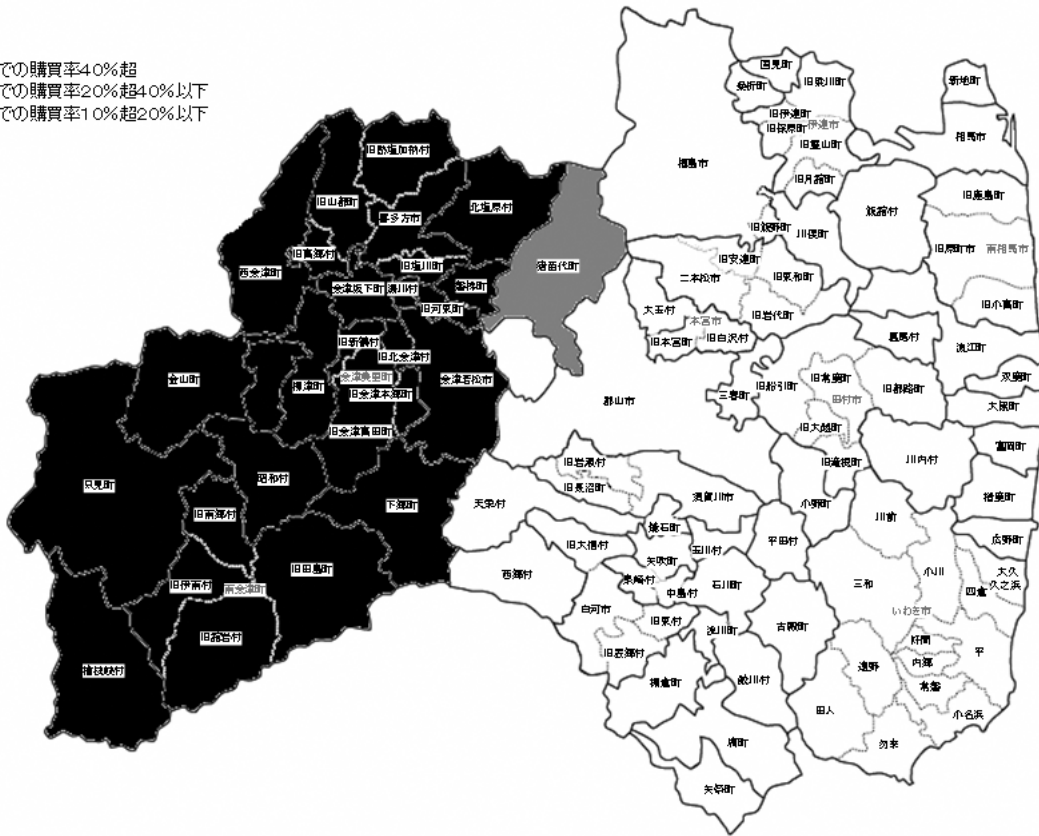 での購買率40%超
での購買率20%超40%以下
での購買率10%超20%以下
国見町
桑折町
旧梁川町
新地町
旧伊達町
伊達市
旧保原町
相馬市
旧霊山町
旧熱塩加納村
福島市
旧月舘町
旧鹿島町
旧山都町
北塩原村
飯舘村
喜多方市
旧飯野町
川俣町
旧高郷村
旧原町市
南相馬市
西会津町
旧塩川町
猪苗代町
旧安達町
二本松市
旧東和町
会津坂下町
湯川村
磐梯町
旧小高町
旧河東町
大玉村
旧岩代町
本宮市
旧新鶴村
旧本宮町
旧白沢村
葛尾村
浪江町
旧北会津村
金山町
柳津町
会津美里町
会津若松市
旧常葉町
双葉町
旧会津本郷町
三春町
旧船引町
旧都路町
郡山市
田村市
大熊町
旧会津高田町
旧大越町
富岡町
旧岩瀬村
旧滝根町
川内村
昭和村
只見町
旧長沼町
須賀川市
楢葉町
下郷町
天栄村
小野町
旧南郷村
川前
鏡石町
平田村
広野町
旧大信村
玉川村
矢吹町
旧田島町
西郷村
泉崎村
石川町
三和
小川
大久
久之浜
旧伊南村
南会津町
中島村
四倉
白河市
いわき市
旧東村
浅川町
古殿町
旧舘岩村
好間
旧表郷村
平
内郷
遠野
檜枝岐村
棚倉町
鮫川村
常磐
田人
小名浜
塙町
勿来
矢祭町